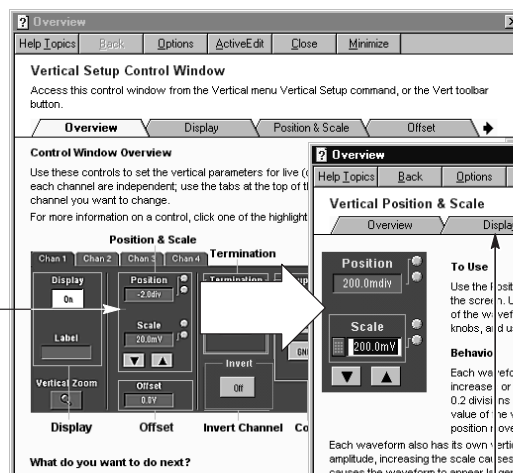 Overview
Help Topics Back Options ActiveEdit Close Minimize
Vertical Setup Control Window
Access this control window from the Vertical menu Vertical Setup command, or the Vert toolbar
button.
Overview Display Position & Scale Offset
Control Window Overview
Use these controls to set the vertical parameters for live
each channel are independent; use the tabs at the top of
channel you want to change.
For more information on a control, click one of the highlight
Position & Scale
Termination
Chan 1 Chan 2 Chan 3 Chan 4
Display Position Termination
On -2.0div
Label Scale
20.0mV
Invert
Vertical Zoom Offset Off
0.0V
Display Offset Invert Channel
What do you want to do next?
Overview
Help Topics Back Options
Vertical Position & Scale
Overview Displa
Position
200.0mdiv
Scale
200.0mV
To Use
Use the
the screen.
of the
knobs, and
Behavio
Each
increase or
0.2 divisions
value of the
position
Each waveform also has its own
amplitude, increasing the scale causes
causes the waveform to appear